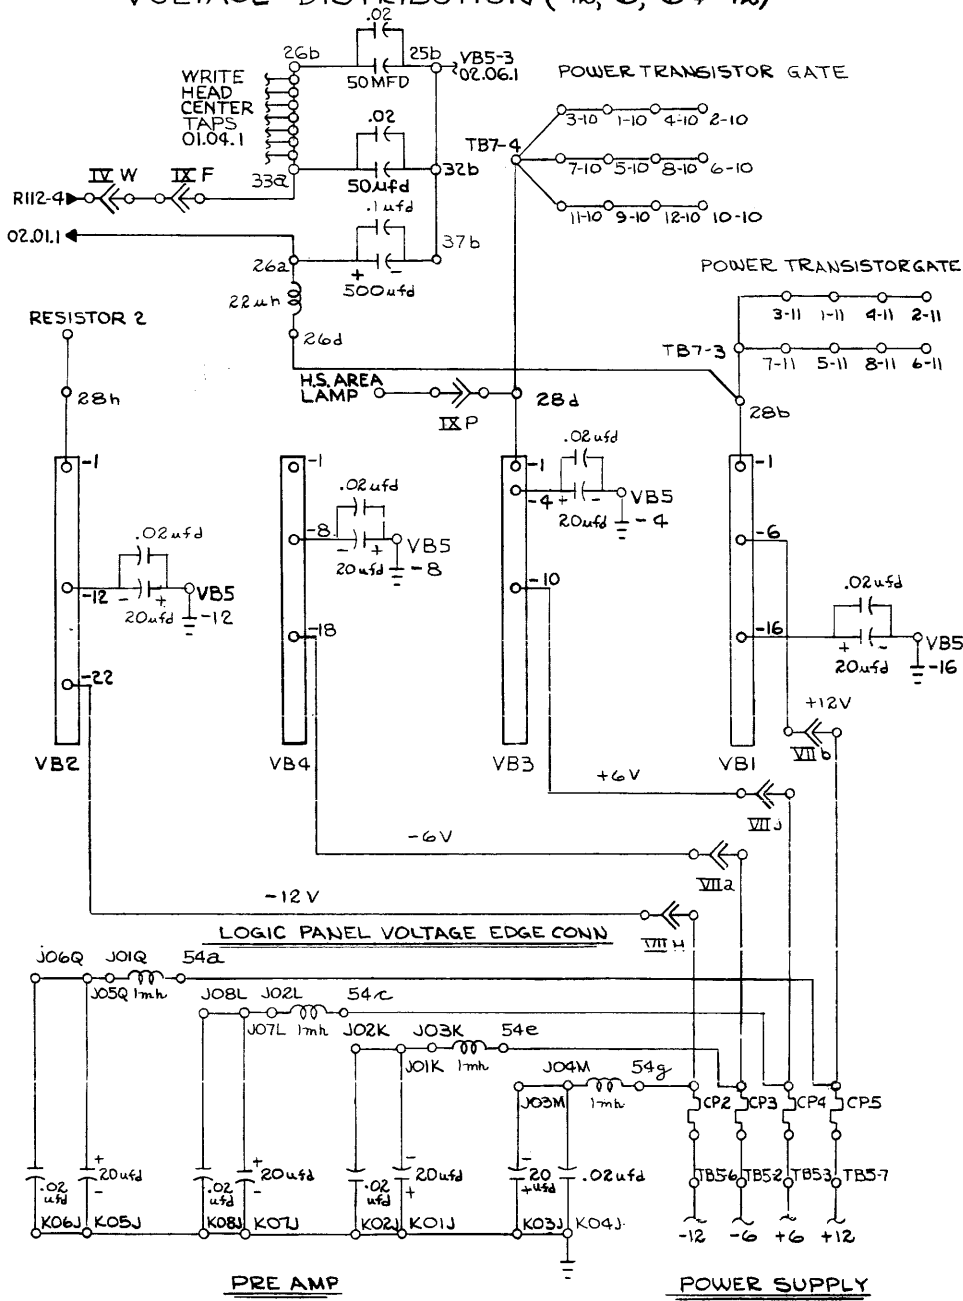 VOLTAGE DISTRIBUTION
.02
26b
25b
VB5-3
02.06.1
50MFD
WRITE
HEAD
CENTER
TAPS
01.04.1
.02
33a
50ufd
32b
IV W
IX F
R112-4
.1ufd
02.01.1
37b
26a
+ -
500ufd
22uh
26d
POWER TRANSISTOR GATE
3-10 1-10 4-10 2-10
TB7-4
7-10 5-10 8-10 6-10
11-10 9-10 12-10 10-10
POWER TRANSISTOR GATE
3-11 1-11 4-11 2-11
TB7-3
7-11 5-11 8-11 6-11
28b
RESISTOR 2
28h
H.S. AREA
LAMP
IX P
28d
-1
-1
-1
-1
.02ufd
-4
+ -
20ufd
VB5
-4
.02ufd
-8
- +
20ufd
VB5
-8
-6
.02ufd
-12
- +
20ufd
VB5
-12
-10
.02ufd
-18
-16
+ -
20ufd
VB5
-16
-22
+12V
VII b
VB2
VB4
VB3
VB1
+6V
VII J
-6V
VII a
-12V
VII H
LOGIC PANEL VOLTAGE EDGE CONN
J06Q J01Q 54a
J05Q 1mh
J08L J02L 54c
J07L 1mh
J02K J03K 54e
J01K 1mh
J04M 54g
J03M 1mh
CP2 CP3 CP4 CP5
.02
ufd
+
20ufd
-
.02
ufd
+
20ufd
-
.02
ufd
-
20ufd
+
-
20
ufd
+
.02ufd
TB5-6 TB5-2 TB5-3 TB5-7
K06J K05J K08J K07J K02J K01J K03J K04J
-12 -6 +6 +12
PRE AMP
POWER SUPPLY